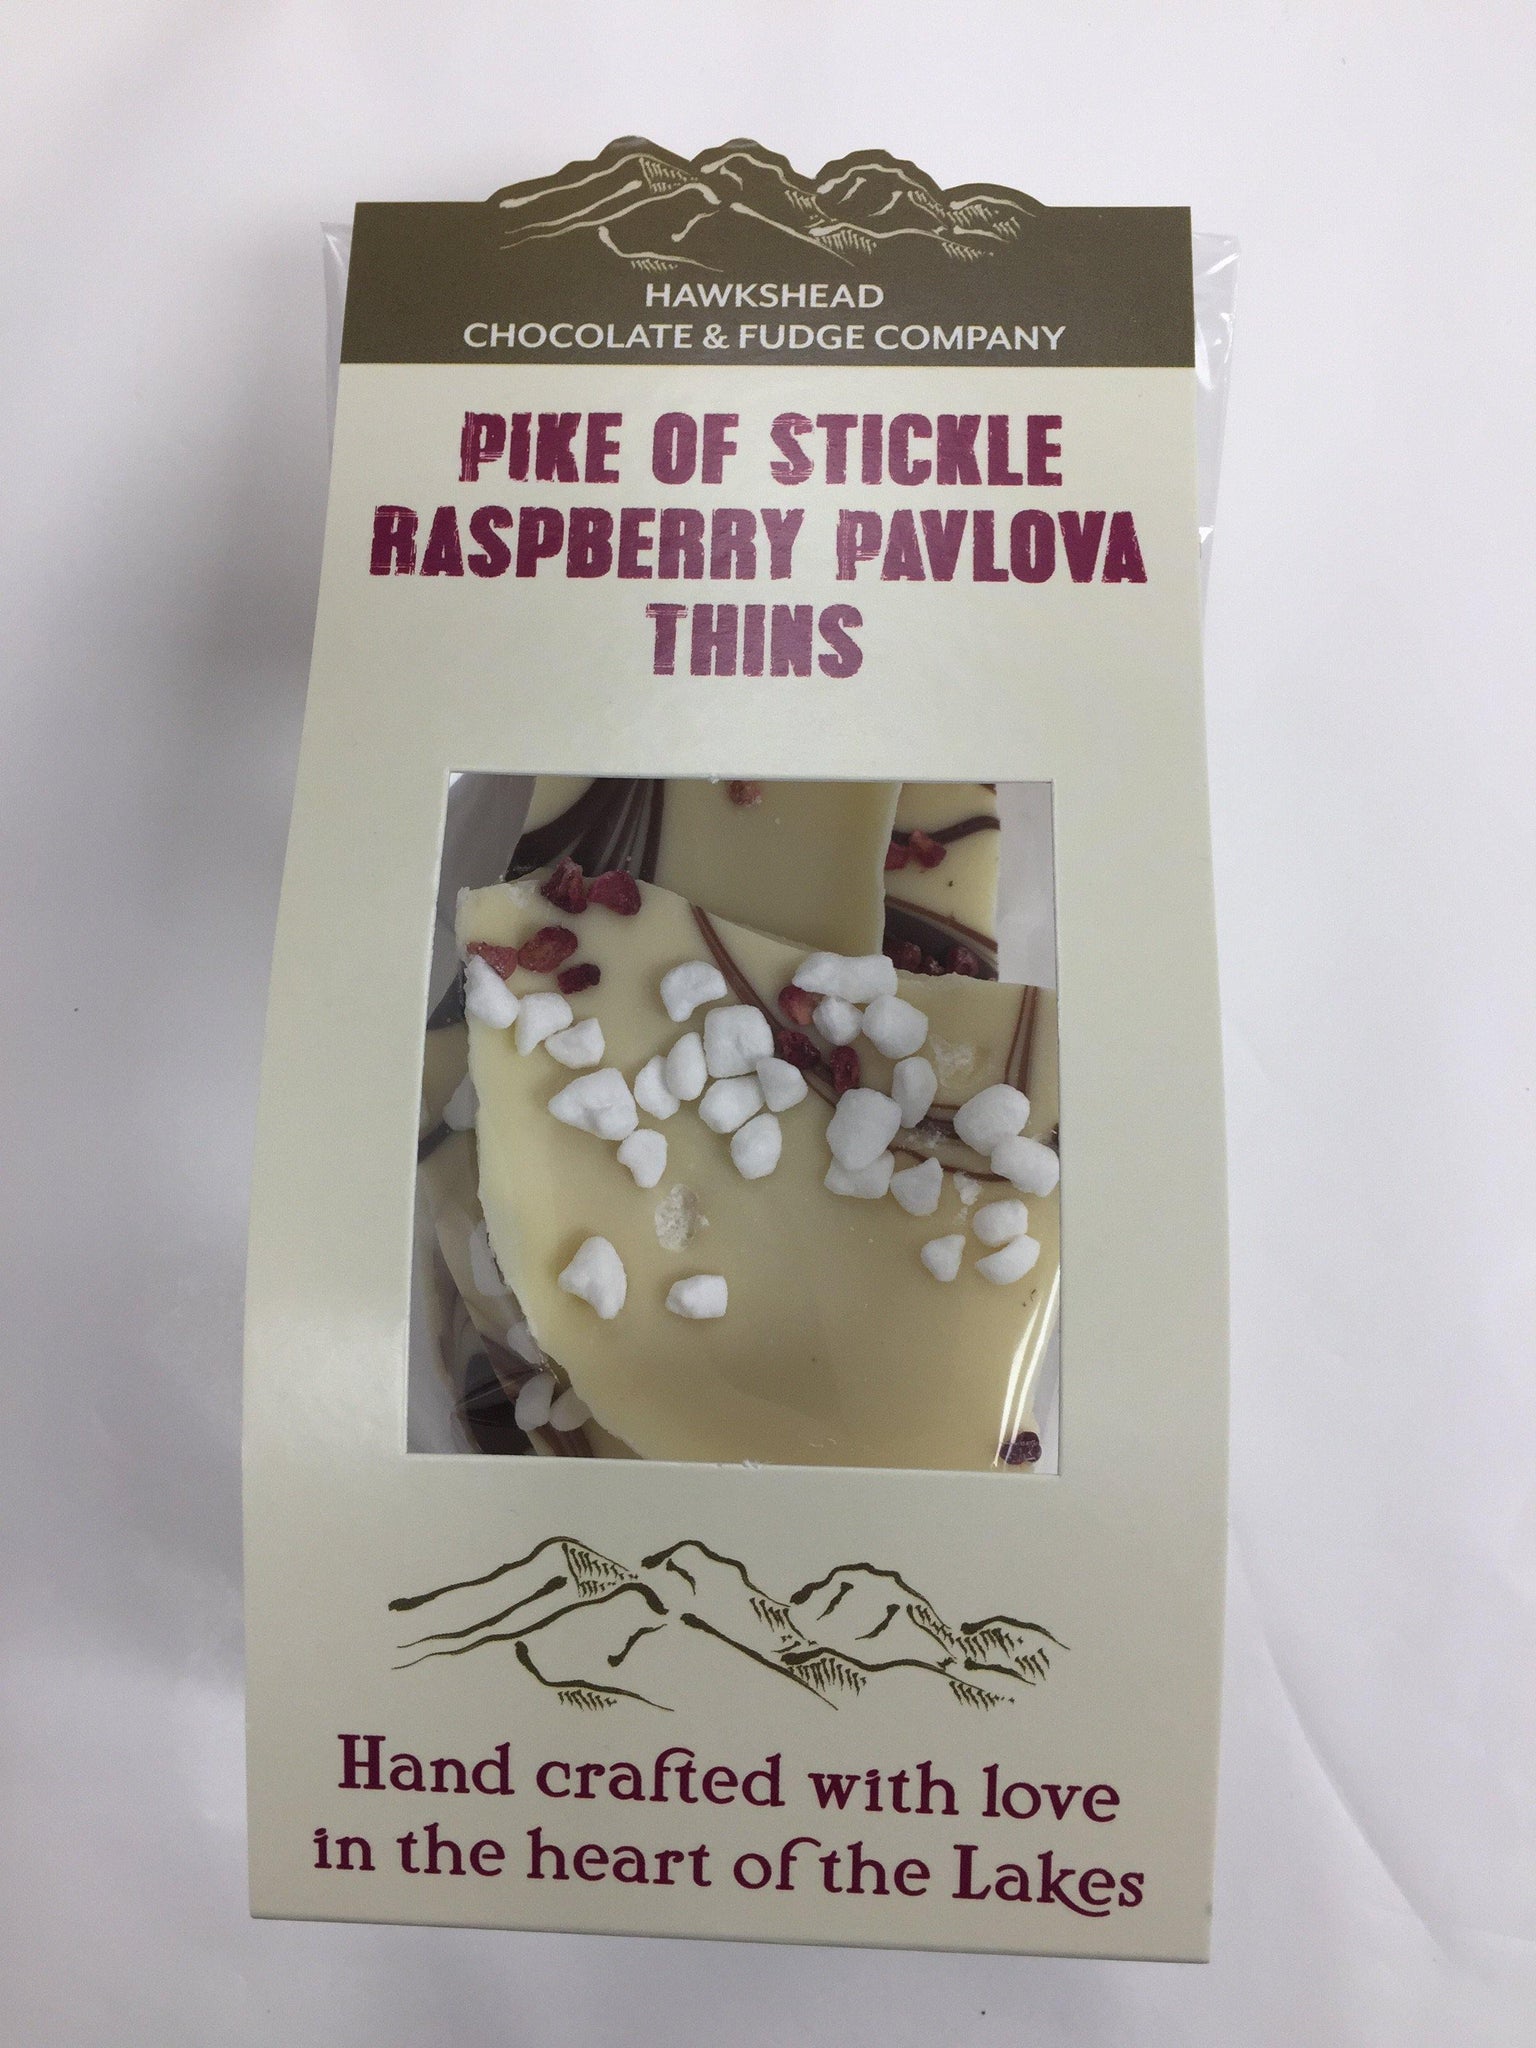 HAWKSHEAD
CHOCOLATE & FUDGE COMPANY
PIKE OF STICKLE
RASPBERRY PAVLOVA
THINS
Hand crafted with love
in the heart of the Lakes